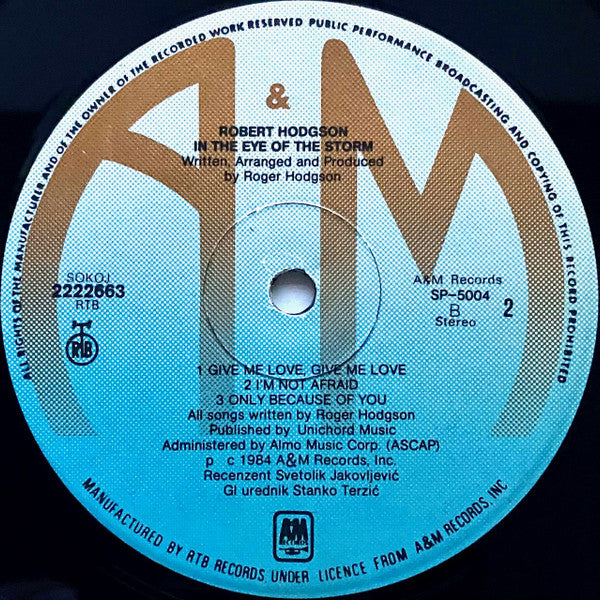 ALL RIGHTS OF THE MANUFACTURER AND OF THE OWNER OF THE RECORDED WORK RESERVED PUBLIC PERFORMANCE BROADCASTING AND COPYING OF THIS RECORD PROHIBITED
A&M
ROBERT HODGSON
IN THE EYE OF THE STORM
Written, Arranged and Produced
by Roger Hodgson
SOKOJ
2222663
RTB
RTB
A&M Records
SP-5004
B
Stereo
2
1 GIVE ME LOVE, GIVE ME LOVE
2 I'M NOT AFRAID
3 ONLY BECAUSE OF YOU
All songs written by Roger Hodgson
Published by Unichord Music
Administered by Almo Music Corp. (ASCAP)
p c 1984 A&M Records, Inc.
Recenzent Svetolik Jakovljević
Gl urednik Stanko Terzić
A&M
RECORDS
MANUFACTURED BY RTB RECORDS, UNDER LICENCE FROM A&M RECORDS, INC